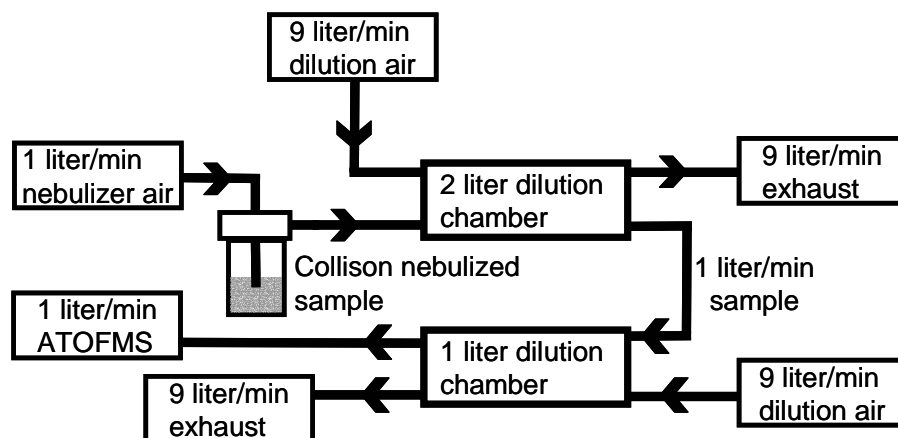 9 liter/min
dilution air
1 liter/min
nebulizer air
2 liter dilution
chamber
9 liter/min
exhaust
Collison nebulized
sample
1 liter/min
sample
1 liter/min
ATOFMS
1 liter dilution
chamber
9 liter/min
exhaust
9 liter/min
dilution air